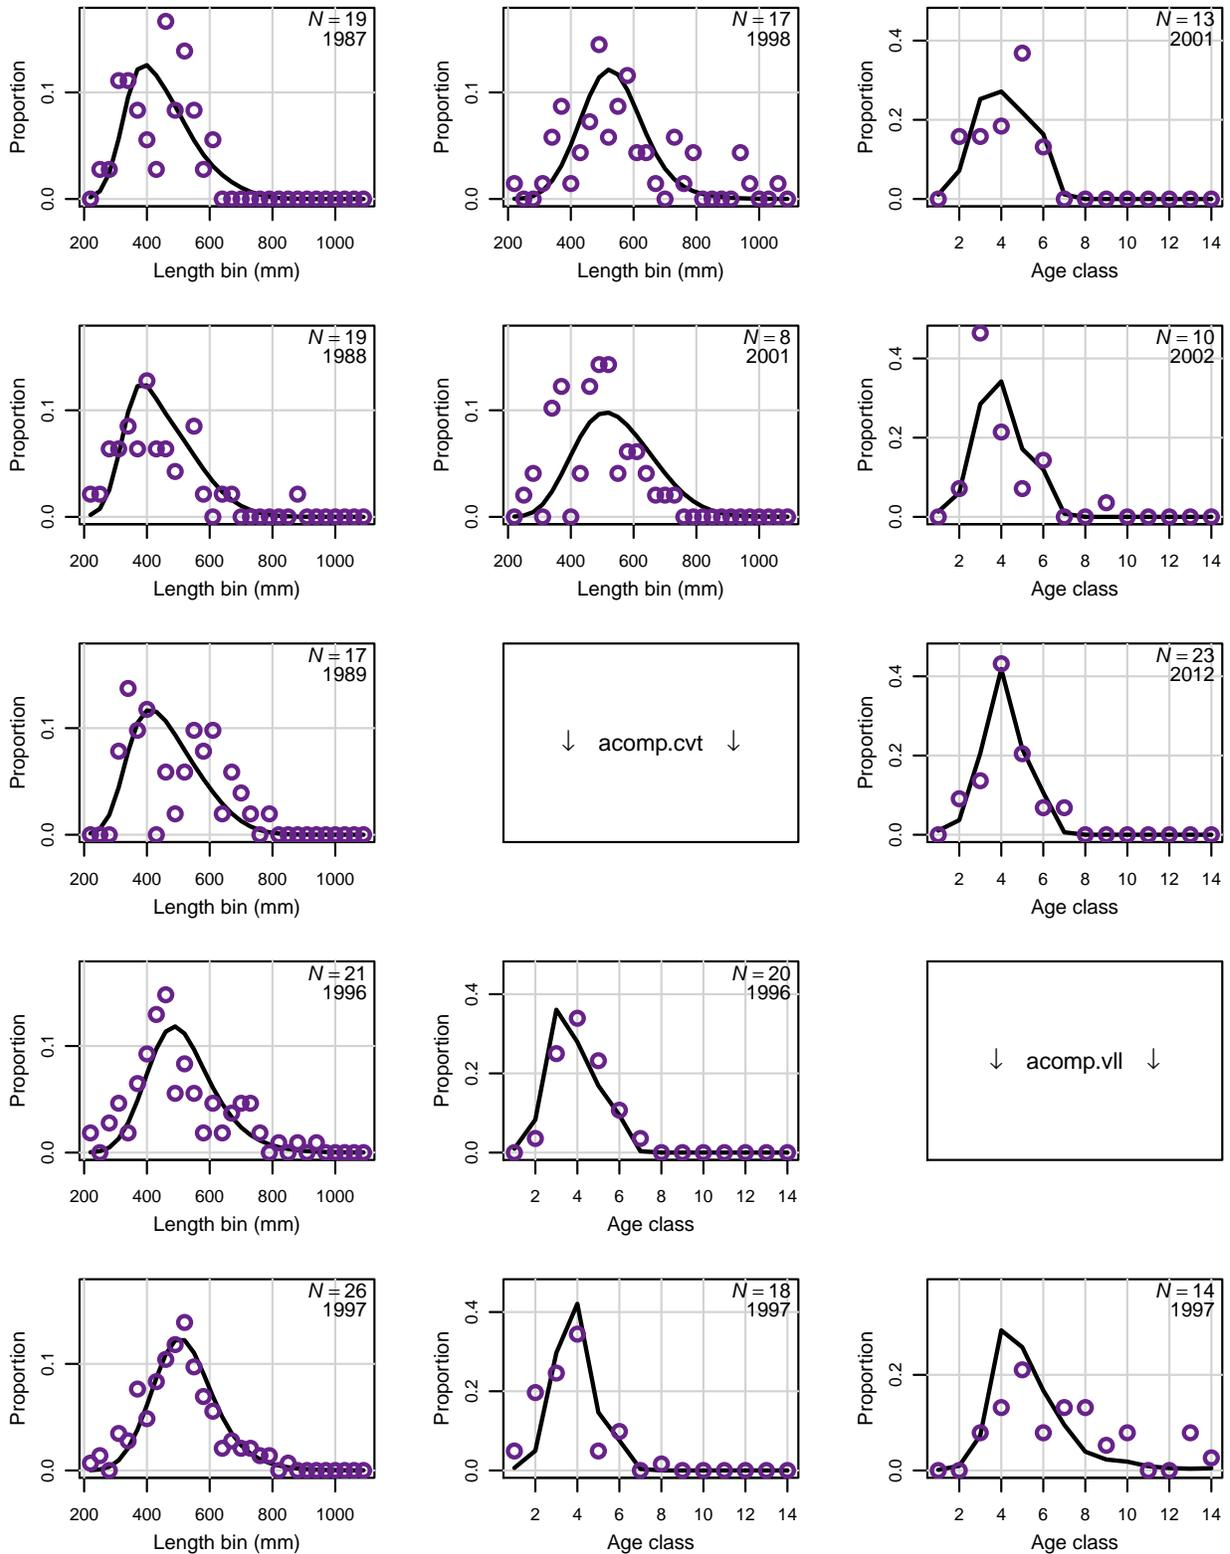 N = 19
1987
Proportion
0.0 0.1
200 400 600 800 1000
Length bin (mm)
N = 17
1998
Proportion
0.0 0.1
200 400 600 800 1000
Length bin (mm)
N = 13
2001
Proportion
0.0 0.2 0.4
2 4 6 8 10 12 14
Age class
N = 19
1988
Proportion
0.0 0.1
200 400 600 800 1000
Length bin (mm)
N = 8
2001
Proportion
0.0 0.1
200 400 600 800 1000
Length bin (mm)
N = 10
2002
Proportion
0.0 0.2 0.4
2 4 6 8 10 12 14
Age class
N = 17
1989
Proportion
0.0 0.1
200 400 600 800 1000
Length bin (mm)
↓ acomp.cvt ↓
N = 23
2012
Proportion
0.0 0.2 0.4
2 4 6 8 10 12 14
Age class
N = 21
1996
Proportion
0.0 0.1
200 400 600 800 1000
Length bin (mm)
N = 20
1996
Proportion
0.0 0.2 0.4
2 4 6 8 10 12 14
Age class
↓ acomp.vll ↓
N = 26
1997
Proportion
0.0 0.1
200 400 600 800 1000
Length bin (mm)
N = 18
1997
Proportion
0.0 0.2 0.4
2 4 6 8 10 12 14
Age class
N = 14
1997
Proportion
0.0 0.2
2 4 6 8 10 12 14
Age class